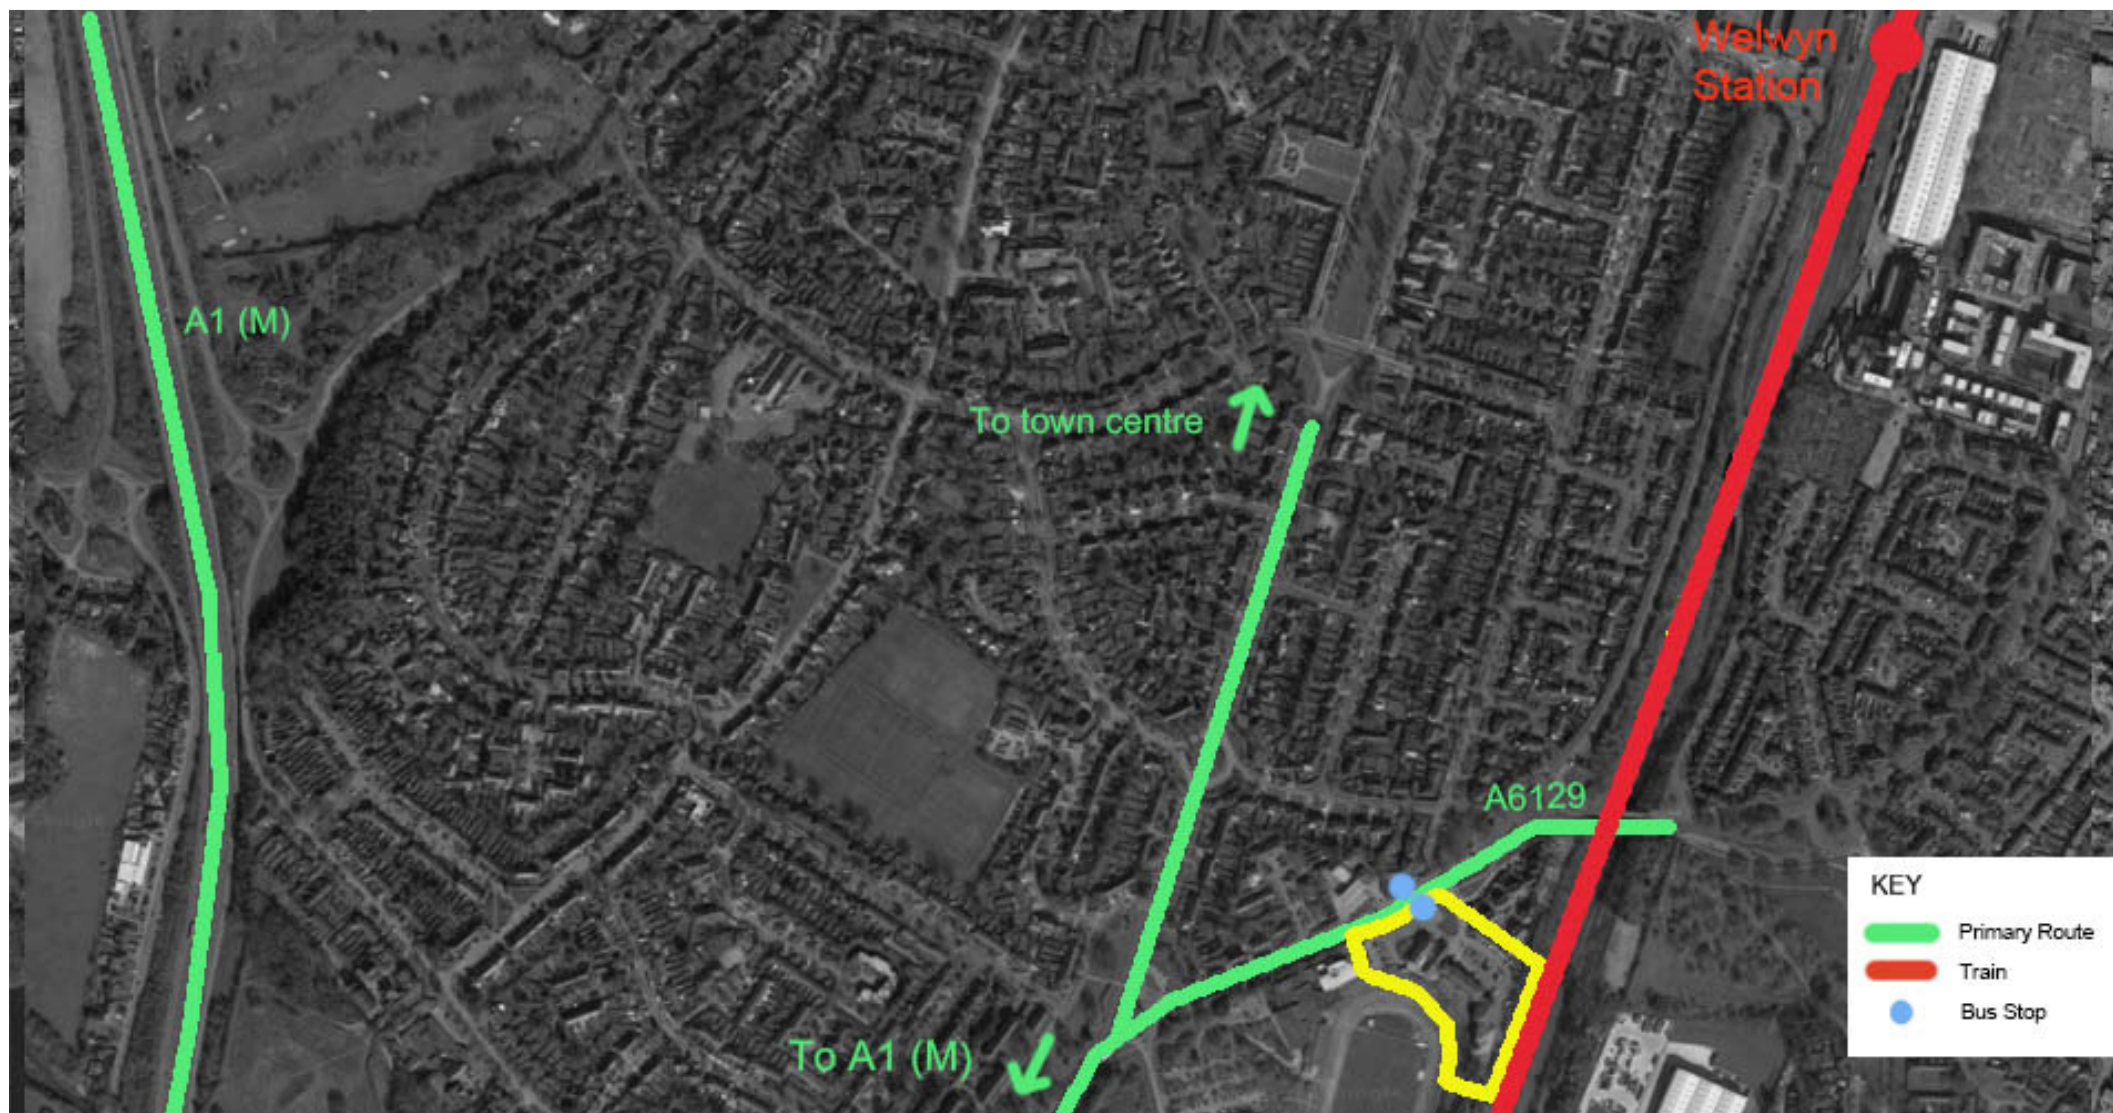 Welwyn
Station
A1 (M)
To town centre
A6129
To A1 (M)
KEY
Primary Route
Train
Bus Stop